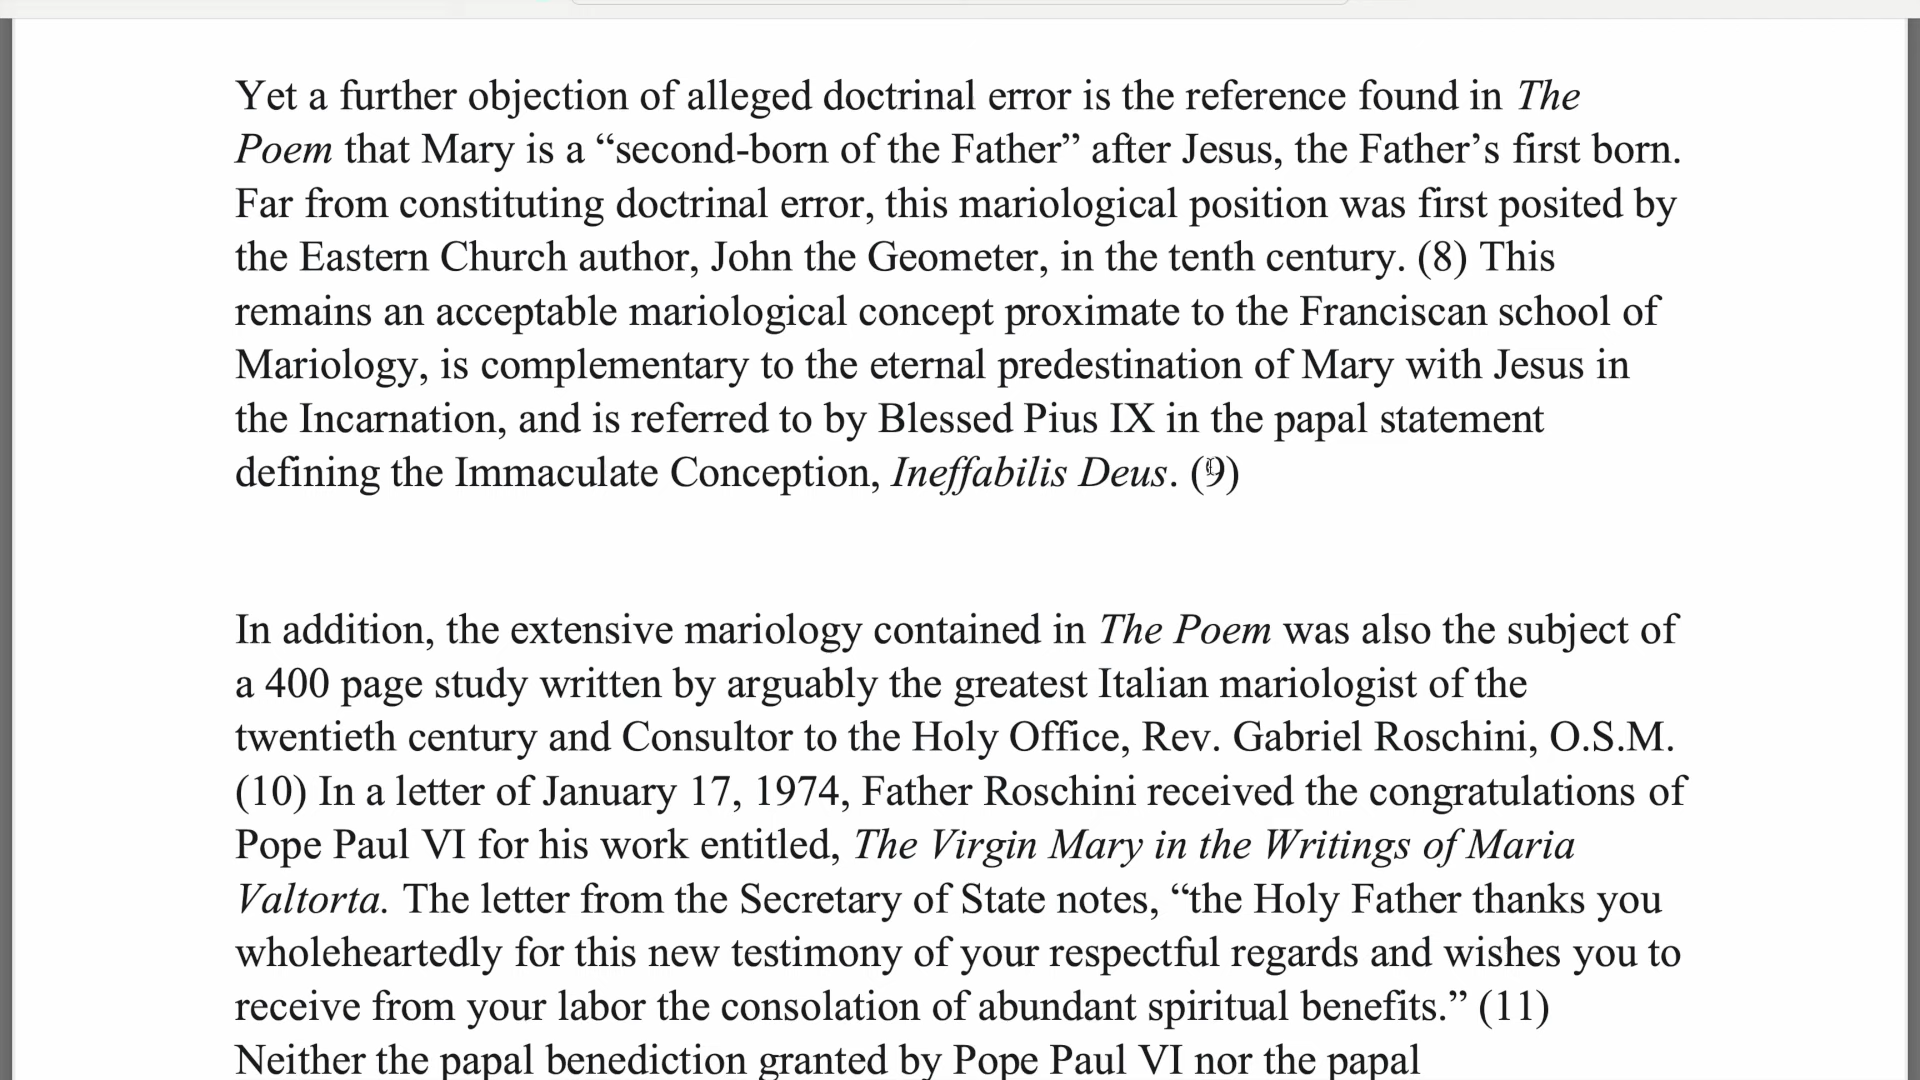 Yet a further objection of alleged doctrinal error is the reference found in The
Poem that Mary is a “second-born of the Father” after Jesus, the Father’s first born.
Far from constituting doctrinal error, this mariological position was first posited by
the Eastern Church author, John the Geometer, in the tenth century. (8) This
remains an acceptable mariological concept proximate to the Franciscan school of
Mariology, is complementary to the eternal predestination of Mary with Jesus in
the Incarnation, and is referred to by Blessed Pius IX in the papal statement
defining the Immaculate Conception, Ineffabilis Deus. (9)
In addition, the extensive mariology contained in The Poem was also the subject of
a 400 page study written by arguably the greatest Italian mariologist of the
twentieth century and Consultor to the Holy Office, Rev. Gabriel Roschini, O.S.M.
(10) In a letter of January 17, 1974, Father Roschini received the congratulations of
Pope Paul VI for his work entitled, The Virgin Mary in the Writings of Maria
Valtorta. The letter from the Secretary of State notes, “the Holy Father thanks you
wholeheartedly for this new testimony of your respectful regards and wishes you to
receive from your labor the consolation of abundant spiritual benefits.” (11)
Neither the papal benediction granted by Pope Paul VI nor the papal